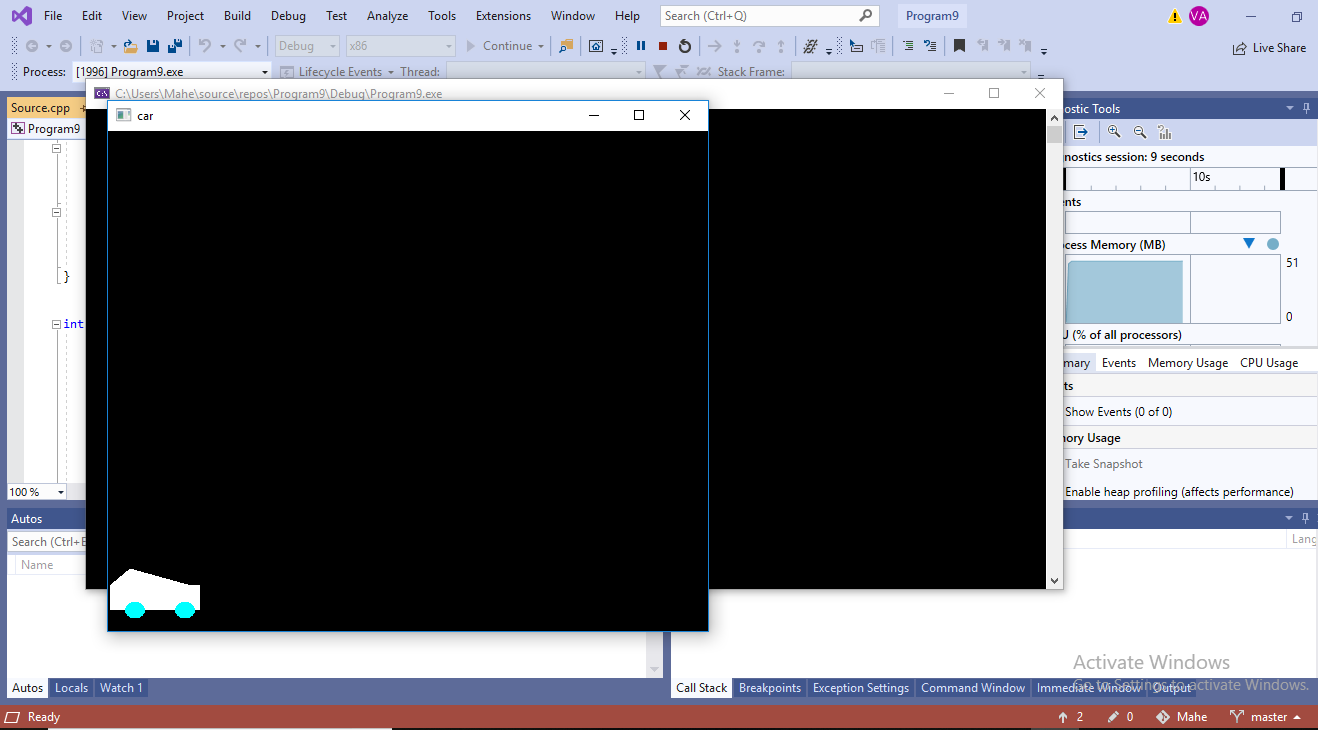 File Edit View Project Build Debug Test Analyze Tools Extensions Window Help Search (Ctrl+Q) Program9 VA
Debug x86 Continue Live Share
Process: [1996] Program9.exe Lifecycle Events Thread: Stack Frame:
C:\Users\Mahe\source\repos\Program9\Debug\Program9.exe
Source.cpp
car
ostic Tools
Program9
nostics session: 9 seconds
10s
ents
cess Memory (MB)
51
0
}
int
U (% of all processors)
mary Events Memory Usage CPU Usage
ts
Show Events (0 of 0)
ory Usage
Take Snapshot
Enable heap profiling (affects performance)
100 %
Autos
Search (Ctrl+E
Lang
Name
Activate Windows
Go to Settings to activate Windows.
Autos Locals Watch 1
Call Stack Breakpoints Exception Settings Command Window Immediate Window Output
Ready
2 0 Mahe master